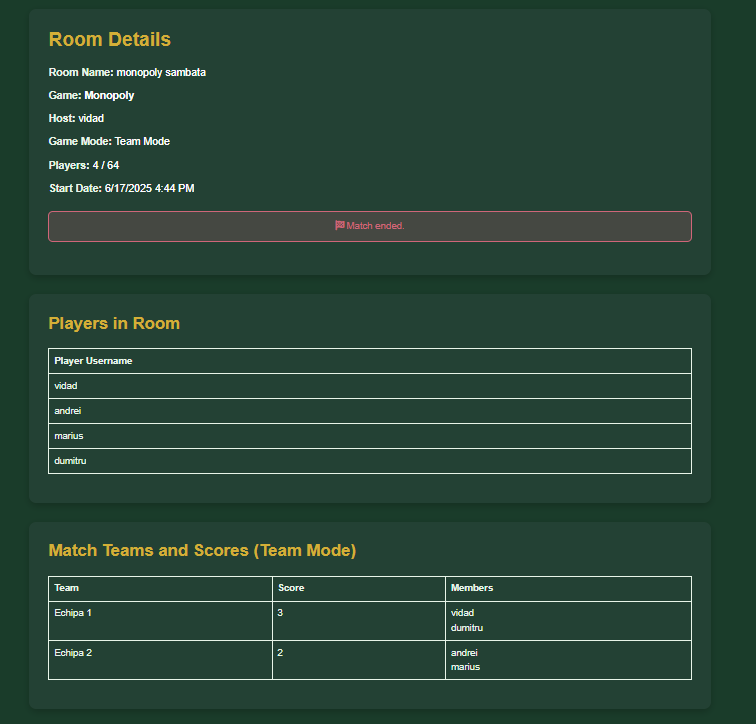 Room Details
Room Name: monopoly sambata
Game: Monopoly
Host: vidad
Game Mode: Team Mode
Players: 4 / 64
Start Date: 6/17/2025 4:44 PM
Match ended.
Players in Room
Player Username
vidad
andrei
marius
dumitru
Match Teams and Scores (Team Mode)
Team Score Members
Echipa 1 3 vidad
dumitru
Echipa 2 2 andrei
marius